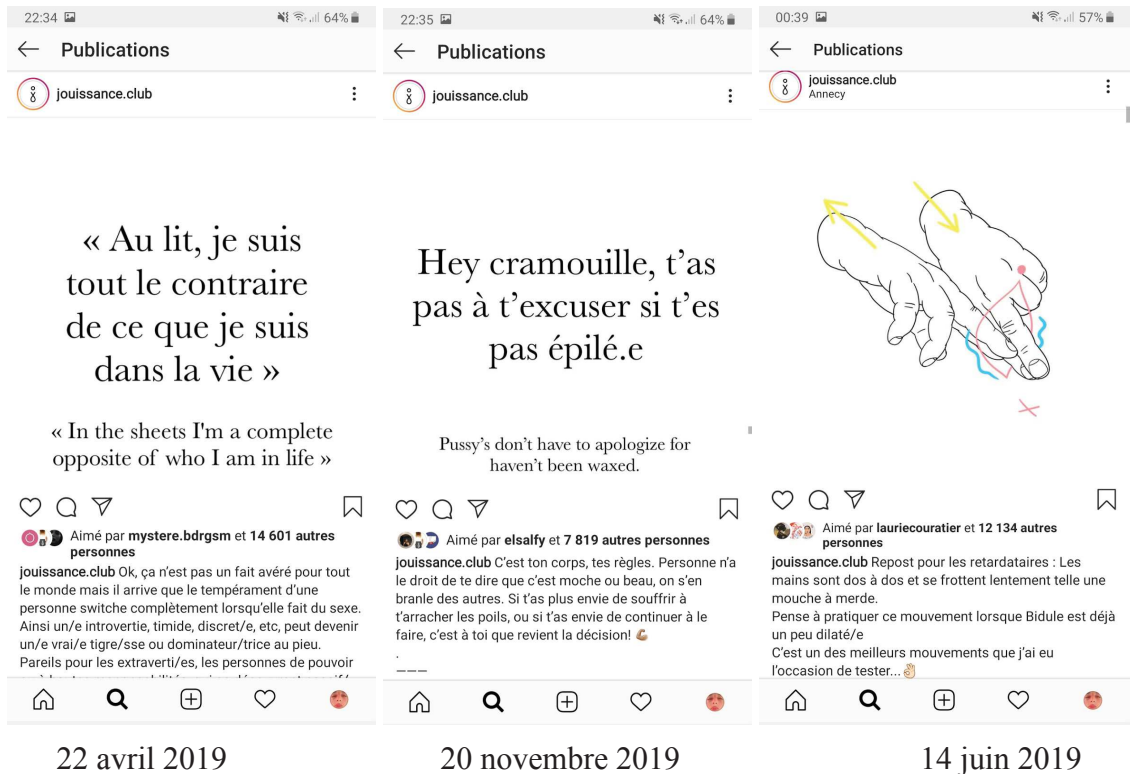 22:34 64%
Publications
jouissance.club
« Au lit, je suis
tout le contraire
de ce que je suis
dans la vie »
« In the sheets I'm a complete
opposite of who I am in life »
Aimé par mystere.bdrgsm et 14 601 autres
personnes
jouissance.club Ok, ça n'est pas un fait avéré pour tout
le monde mais il arrive que le tempérament d'une
personne switche complètement lorsqu'elle fait du sexe.
Ainsi un/e introvertie, timide, discret/e, etc, peut devenir
un/e vrai/e tigre/sse ou dominateur/trice au pieu.
Pareils pour les extraverti/es, les personnes de pouvoir
22 avril 2019
22:35 64%
Publications
jouissance.club
Hey cramouille, t'as
pas à t'excuser si t'es
pas épilé.e
Pussy's don't have to apologize for
haven't been waxed.
Aimé par elsalfy et 7 819 autres personnes
jouissance.club C'est ton corps, tes règles. Personne n'a
le droit de te dire que c'est moche ou beau, on s'en
branle des autres. Si t'as plus envie de souffrir à
t'arracher les poils, ou si t'as envie de continuer à le
faire, c'est à toi que revient la décision! 💪🏽
.
———
20 novembre 2019
00:39 57%
Publications
jouissance.club
Annecy
Aimé par lauriecouratier et 12 134 autres
personnes
jouissance.club Repost pour les retardataires : Les
mains sont dos à dos et se frottent lentement telle une
mouche à merde.
Pense à pratiquer ce mouvement lorsque Bidule est déjà
un peu dilaté/e
C'est un des meilleurs mouvements que j'ai eu
l'occasion de tester...👌🏼
14 juin 2019